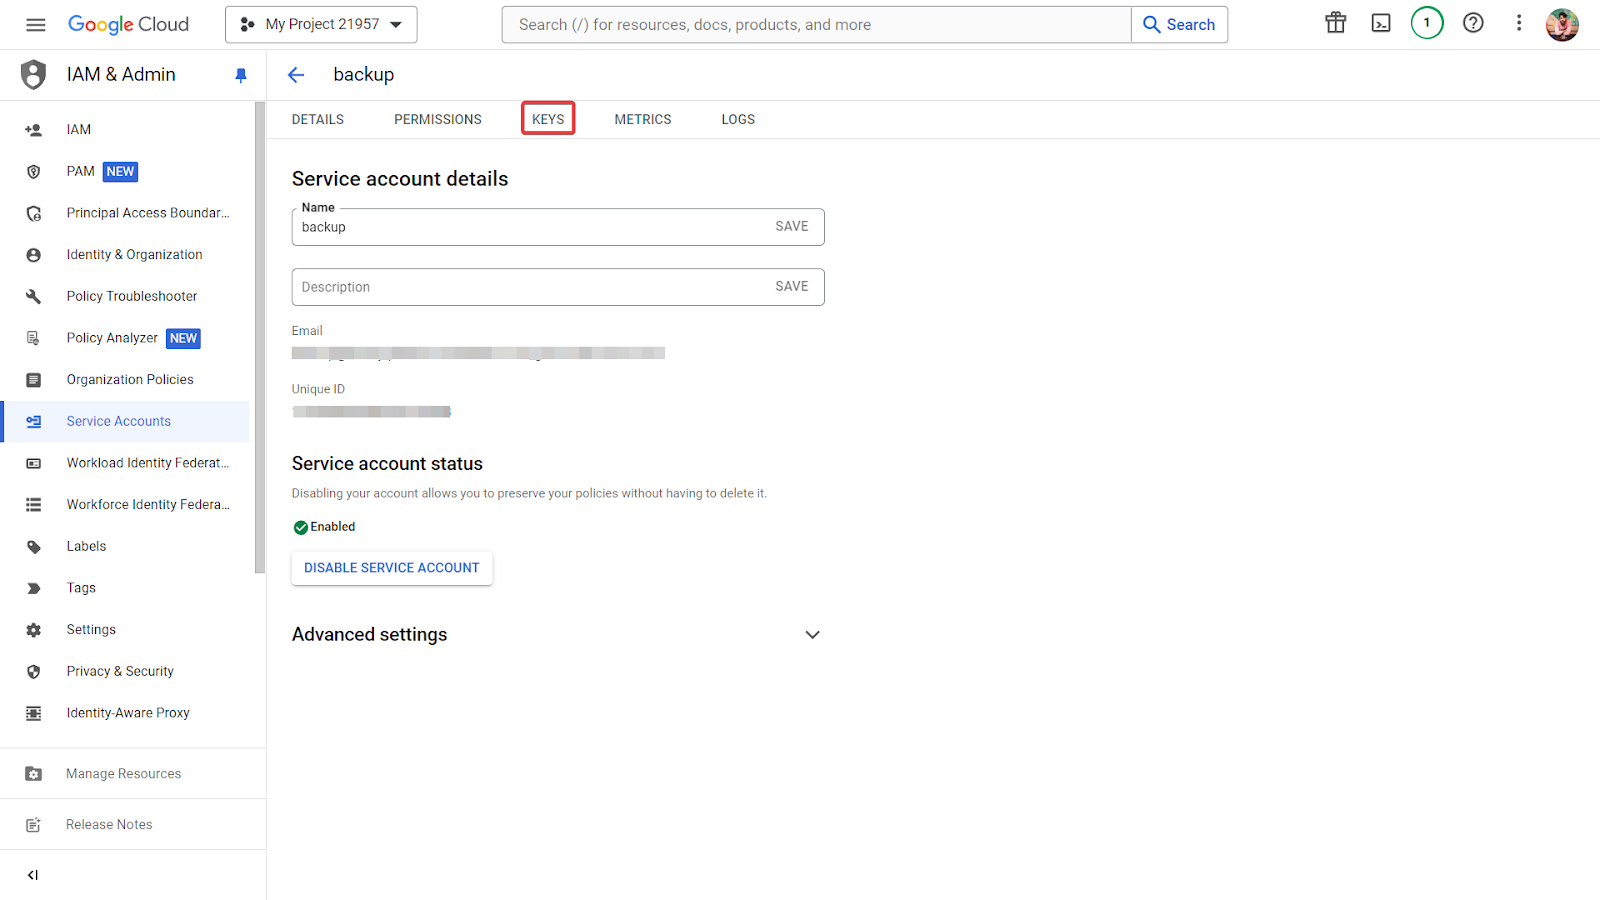 Google Cloud
My Project 21957
Search (/) for resources, docs, products, and more
Search
1
IAM & Admin
backup
DETAILS
PERMISSIONS
KEYS
METRICS
LOGS
IAM
PAM NEW
Principal Access Boundar...
Identity & Organization
Policy Troubleshooter
Policy Analyzer NEW
Organization Policies
Service Accounts
Workload Identity Federat...
Workforce Identity Federa...
Labels
Tags
Settings
Privacy & Security
Identity-Aware Proxy
Manage Resources
Release Notes
Service account details
Name
backup
SAVE
Description
SAVE
Email
Unique ID
Service account status
Disabling your account allows you to preserve your policies without having to delete it.
Enabled
DISABLE SERVICE ACCOUNT
Advanced settings